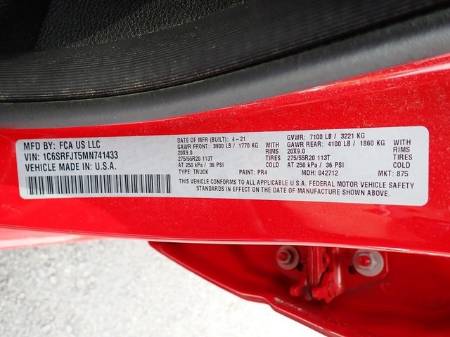 MFD BY: FCA US LLC
VIN: 1C6SRFJT5MN741433
VEHICLE MADE IN: U.S.A.
DATE OF MFR (BUILT): 4-21
GVWR: 7100 LB / 3221 KG
GAWR FRONT: 3900 LB / 1770 KG WITH
20X9.0 RIMS
275/55R20 113T TIRES
AT 250 kPa / 36 PSI COLD
GAWR REAR: 4100 LB / 1860 KG WITH
20X9.0 RIMS
275/55R20 113T TIRES
AT 250 kPa / 36 PSI COLD
TYPE: TRUCK PAINT: PR4 MDH: 042712 MKT: 875
THIS VEHICLE CONFORMS TO ALL APPLICABLE U.S.A. FEDERAL MOTOR VEHICLE SAFETY
STANDARDS IN EFFECT ON THE DATE OF MANUFACTURE SHOWN ABOVE.